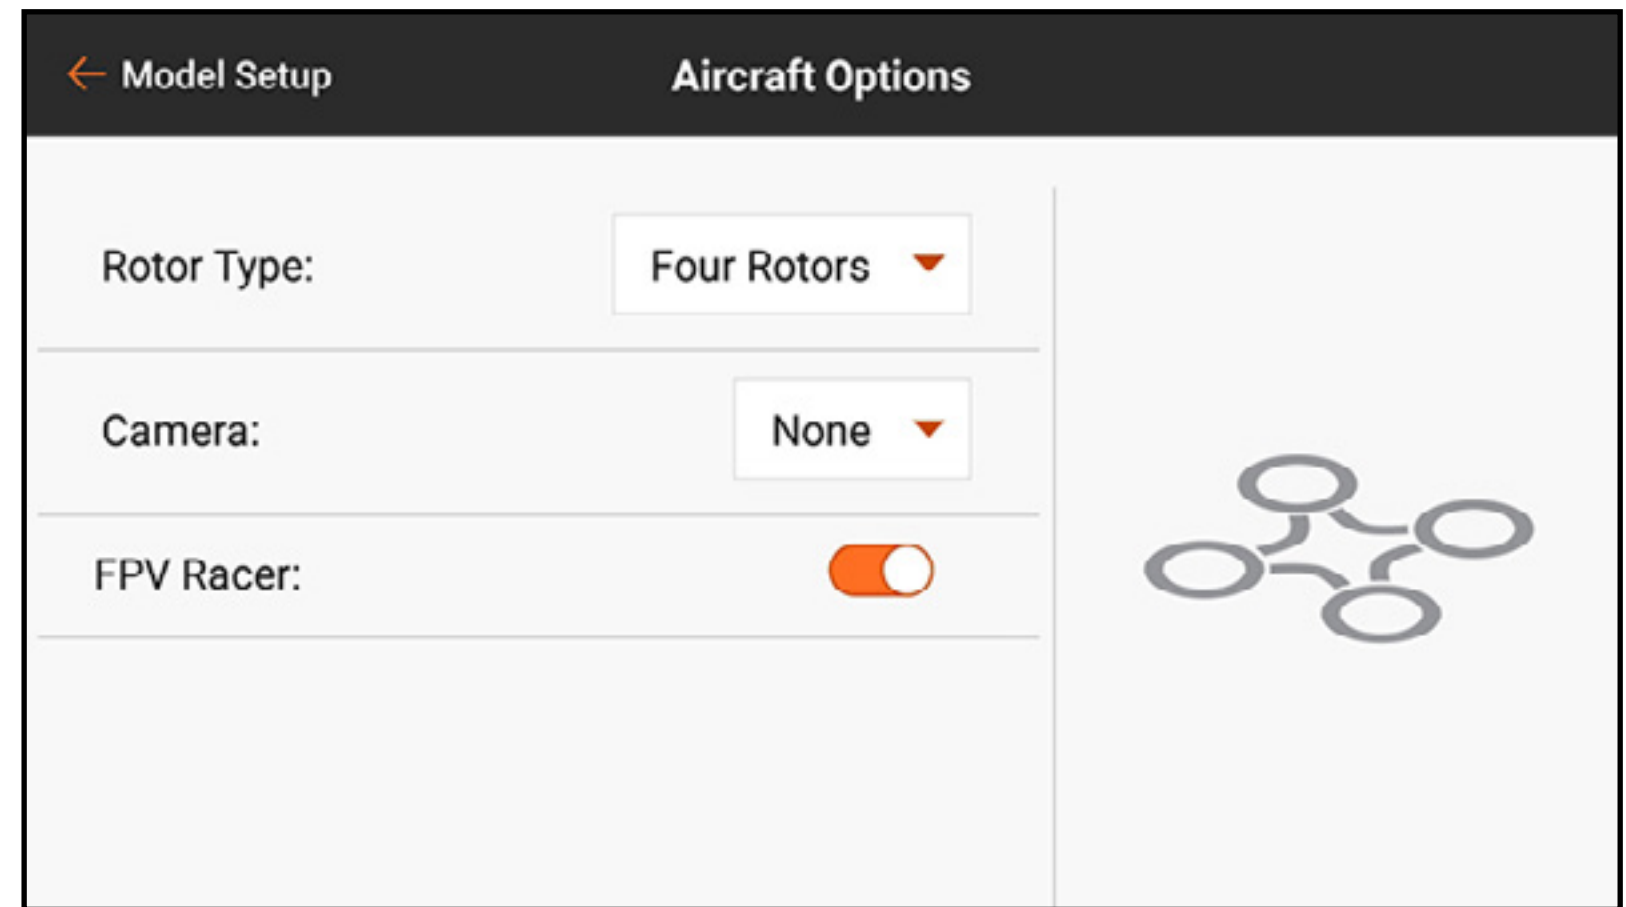 Model Setup
Aircraft Options
Rotor Type:
Four Rotors
Camera:
None
FPV Racer: